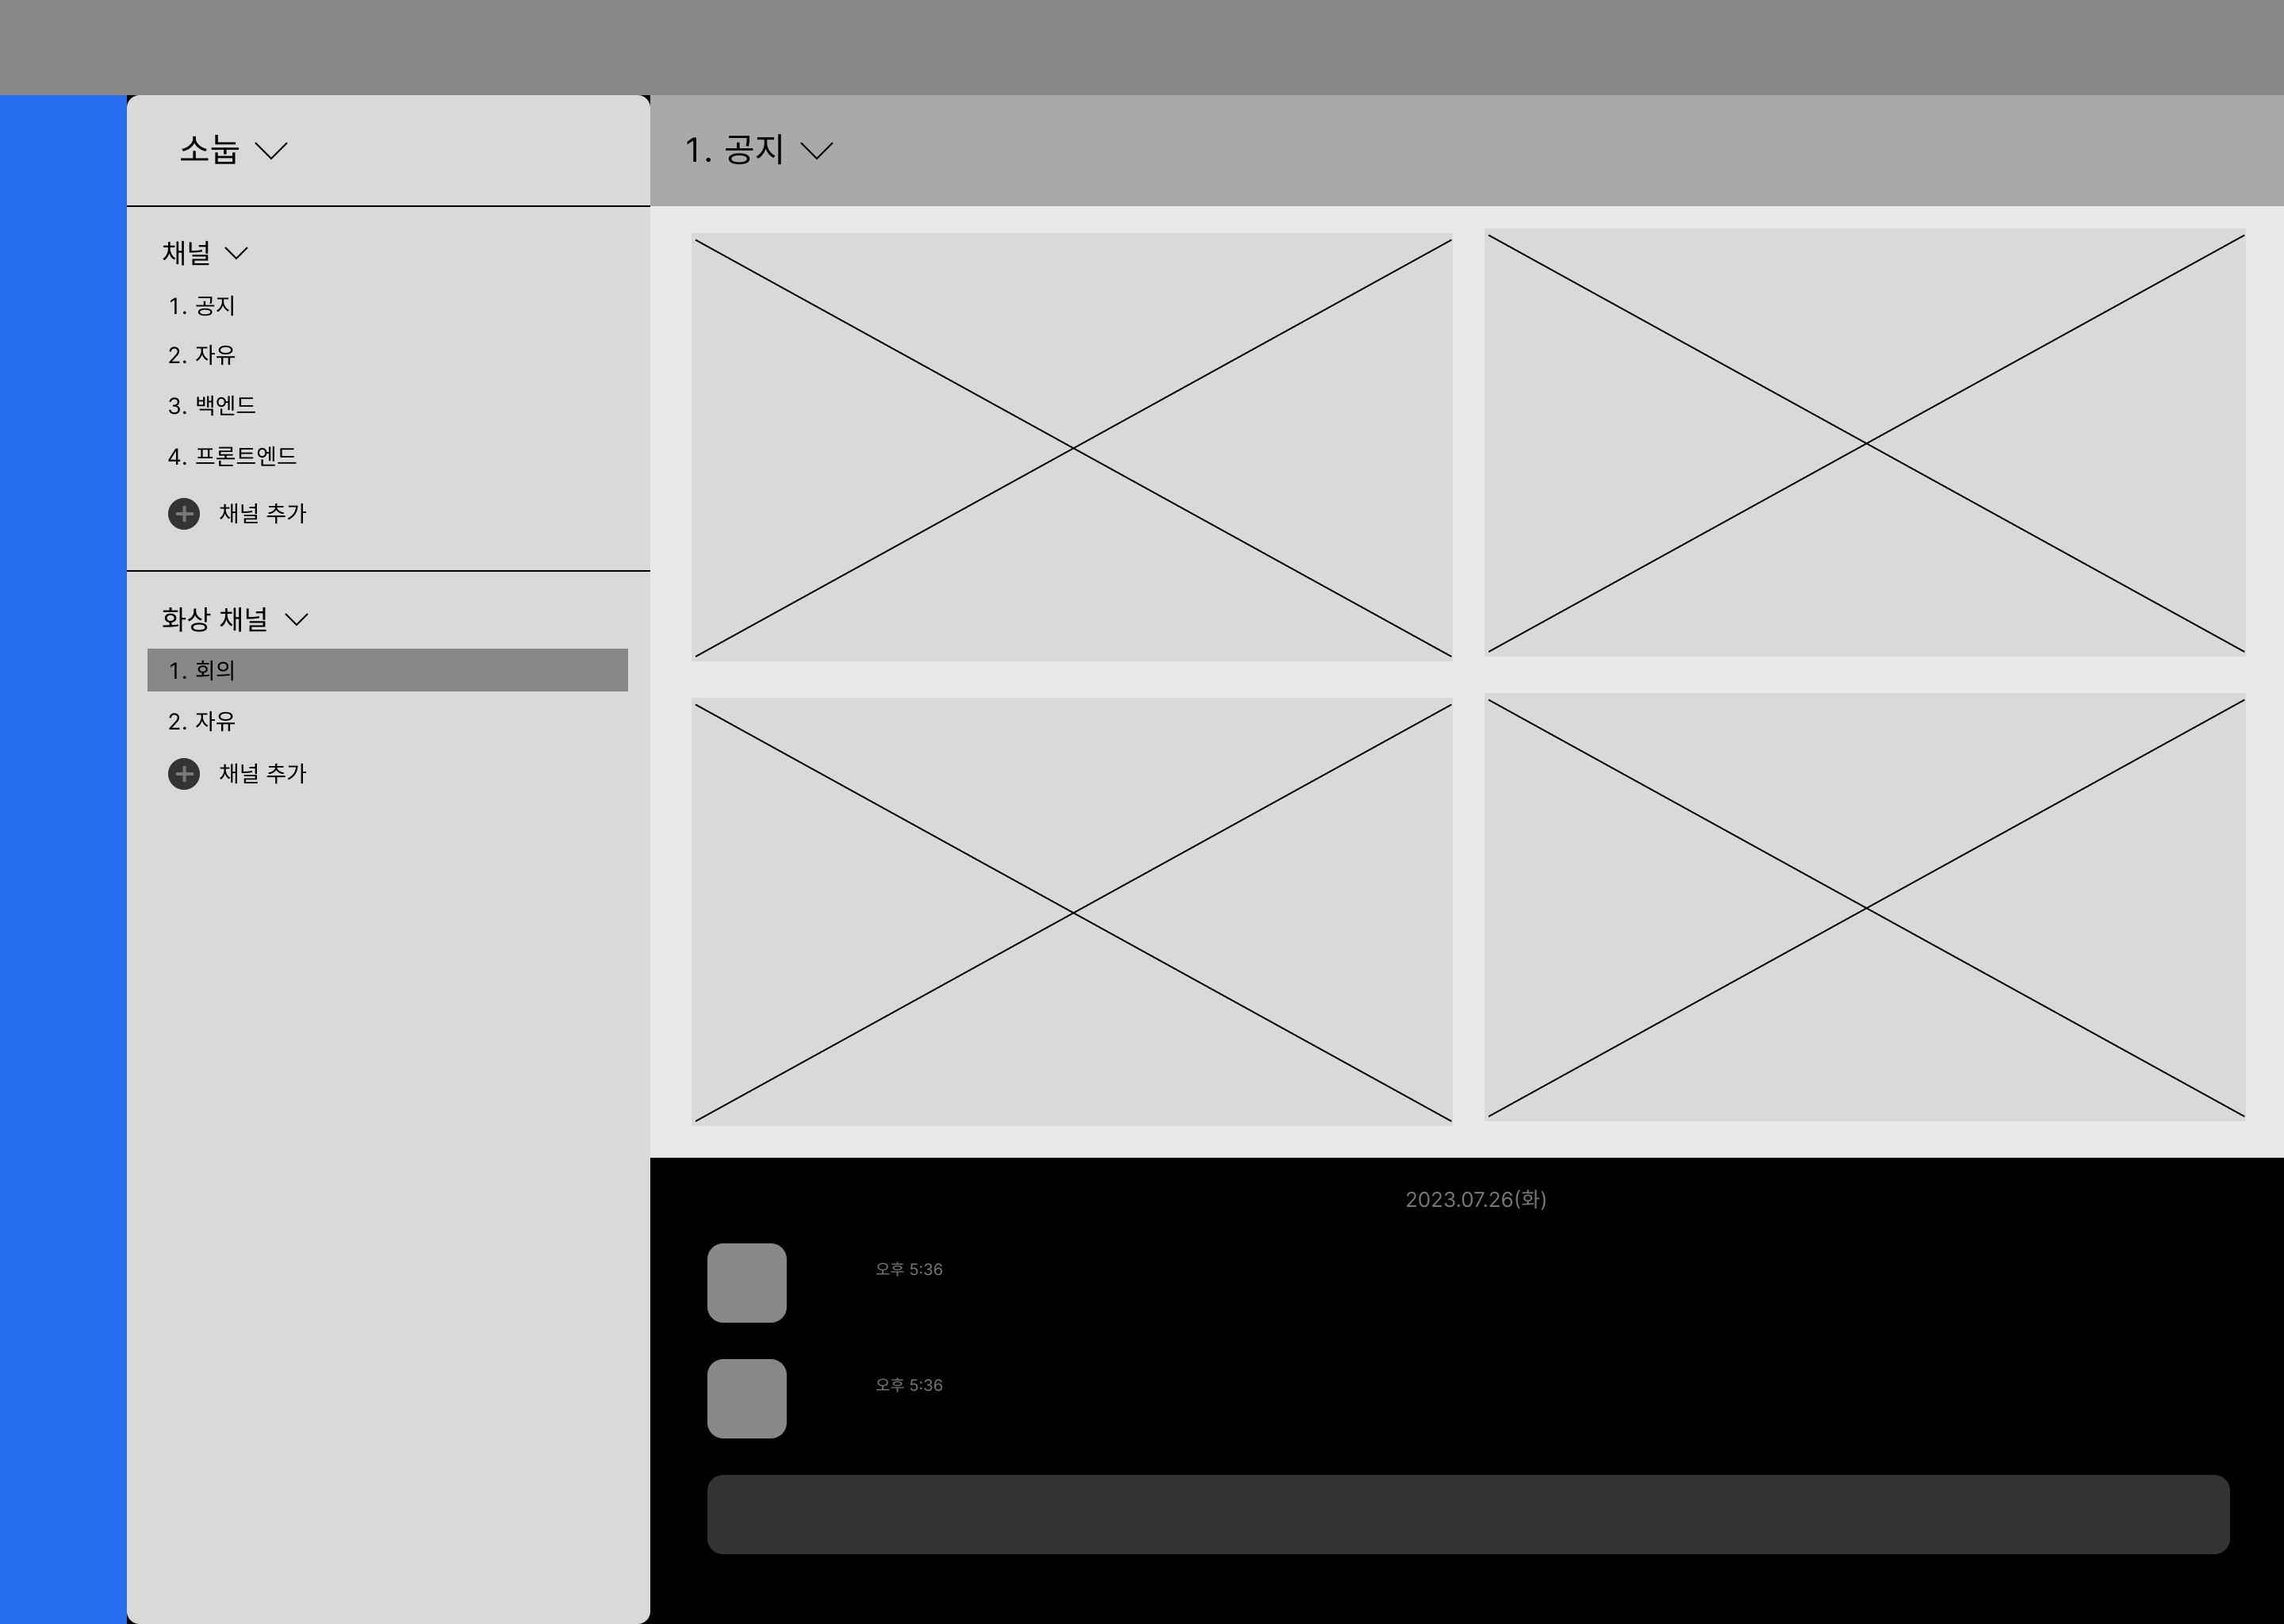 소눕
채널
1. 공지
2. 자유
3. 백엔드
4. 프론트엔드
채널 추가
화상 채널
1. 회의
2. 자유
채널 추가
1. 공지
2023.07.26(화)
오후 5:36
오후 5:36